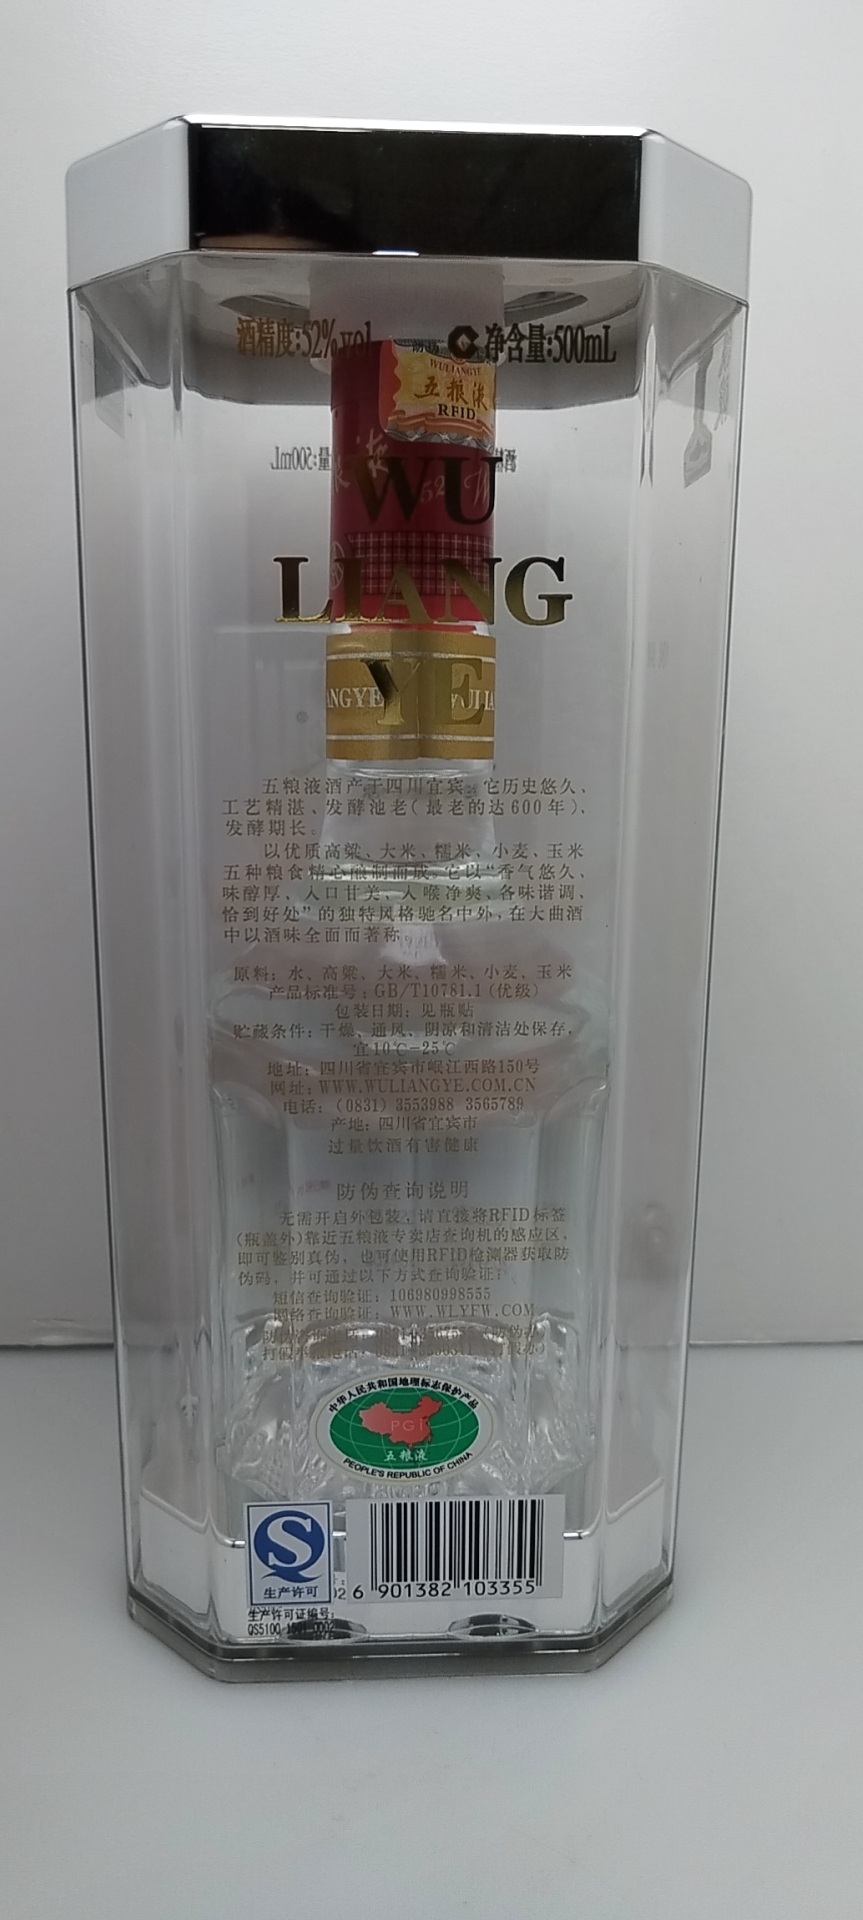 酒精度:52%vol
C净含量:500mL
WULIANGYE
五粮液
RFID
WU
LIANG
YE
五粮液酒产于四川宜宾。它历史悠久、
工艺精湛、发酵池老(最老的达600年)、
发酵期长。
以优质高粱、大米、糯米、小麦、玉米
五种粮食精心酿制而成。它以“香气悠久、
味醇厚、入口甘美、入喉净爽、各味谐调、
恰到好处”的独特风格驰名中外,在大曲酒
中以酒味全面而著称。
原料: 水、高粱、大米、糯米、小麦、玉米
产品标准号: GB/T10781.1 (优级)
包装日期: 见瓶贴
贮藏条件: 干燥、通风、阴凉和清洁处保存,
宜10℃-25℃
地址: 四川省宜宾市岷江西路150号
网址: WWW.WULIANGYE.COM.CN
电话: (0831) 3553988 3565789
产地: 四川省宜宾市
过量饮酒有害健康
防伪查询说明
无需开启外包装,请直接将RFID标签
(瓶盖外)靠近五粮液专卖店查询机的感应区,
即可鉴别真伪,也可使用RFID检测器获取防
伪码,并可通过以下方式查询验证:
短信查询验证: 106980998555
网络查询验证: WWW.WLYFW.COM
中华人民共和国地理标志保护产品
PGI
五粮液
PEOPLE'S REPUBLIC OF CHINA
S
生产许可
6 901382 103355
生产许可证编号:
QS5100 1501 0002